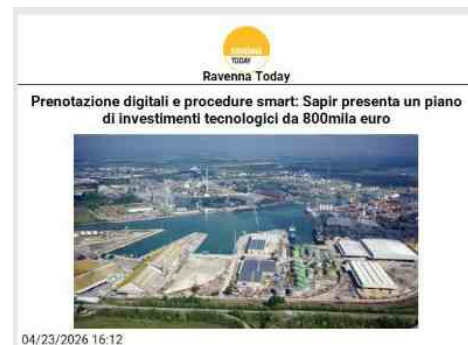 TODAY
Ravenna Today
Prenotazione digitali e procedure smart: Sapir presenta un piano
di investimenti tecnologici da 800mila euro
04/23/2026 16:12